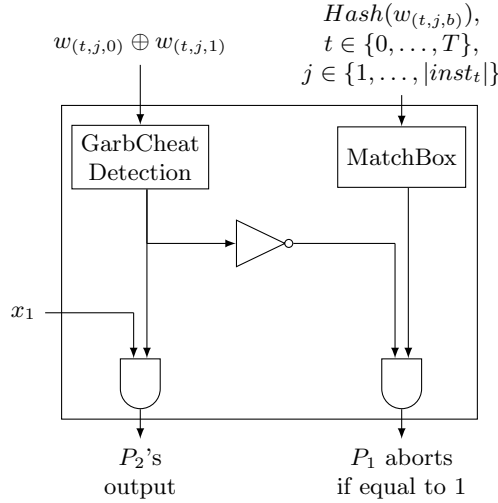 w_{(t,j,0)} ⊕ w_{(t,j,1)}
Hash(w_{(t,j,b)}),
t ∈ {0, . . . , T},
j ∈ {1, . . . , |inst_t|}
GarbCheat
Detection
MatchBox
x_1
P_2's
output
P_1 aborts
if equal to 1